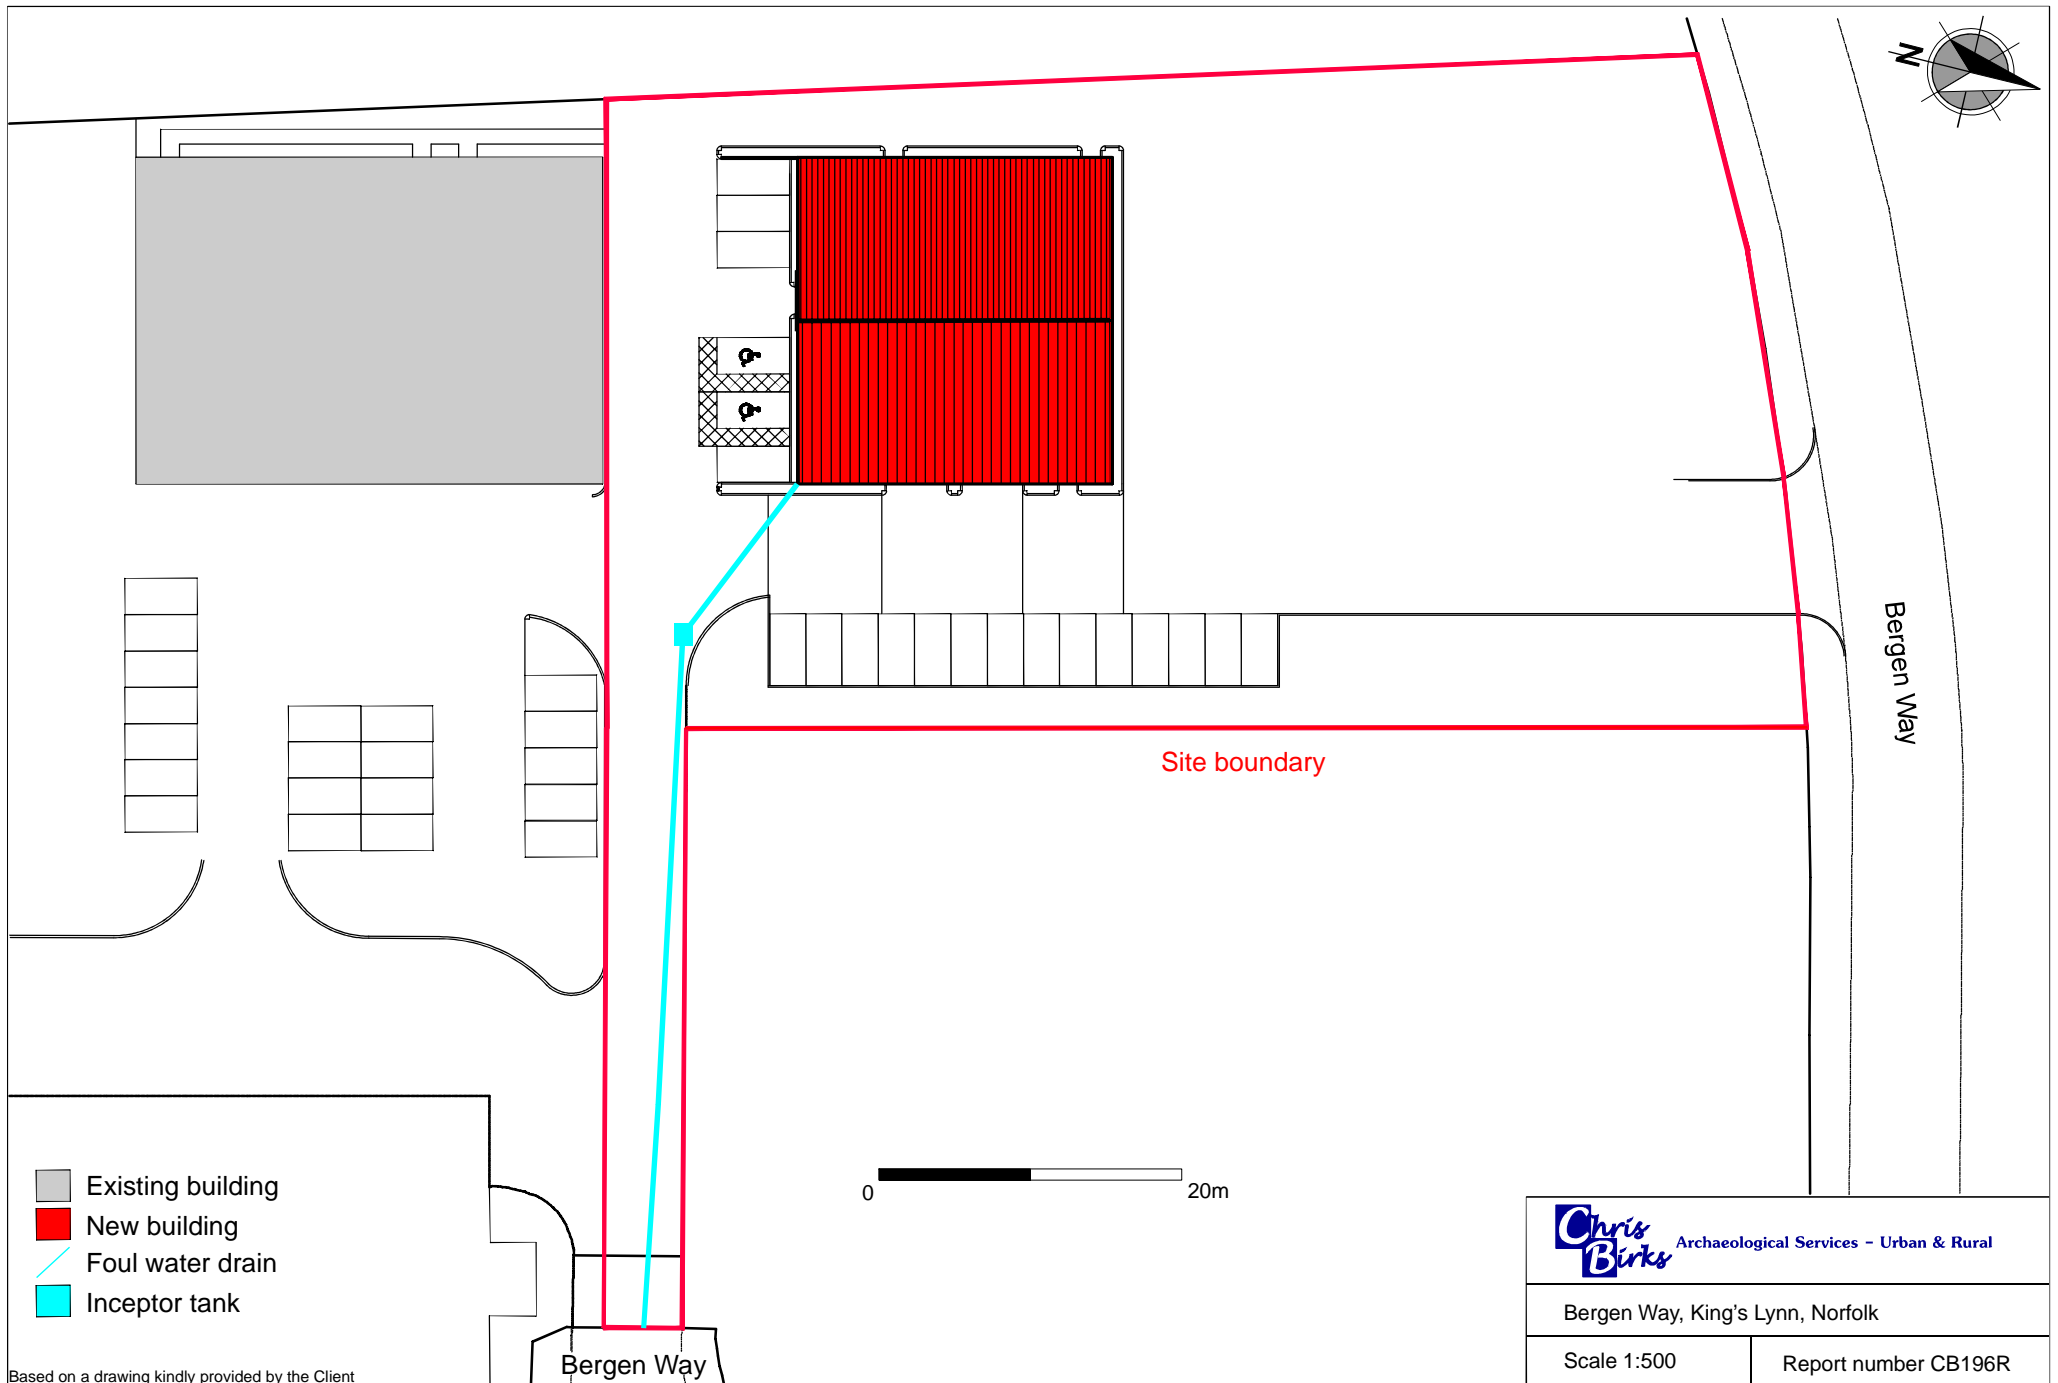 N
Bergen Way
Site boundary
Existing building
New building
Foul water drain
Inceptor tank
0
20m
Bergen Way
Based on a drawing kindly provided by the Client
Chris
Birks
Archaeological Services - Urban & Rural
Bergen Way, King's Lynn, Norfolk
Scale 1:500
Report number CB196R